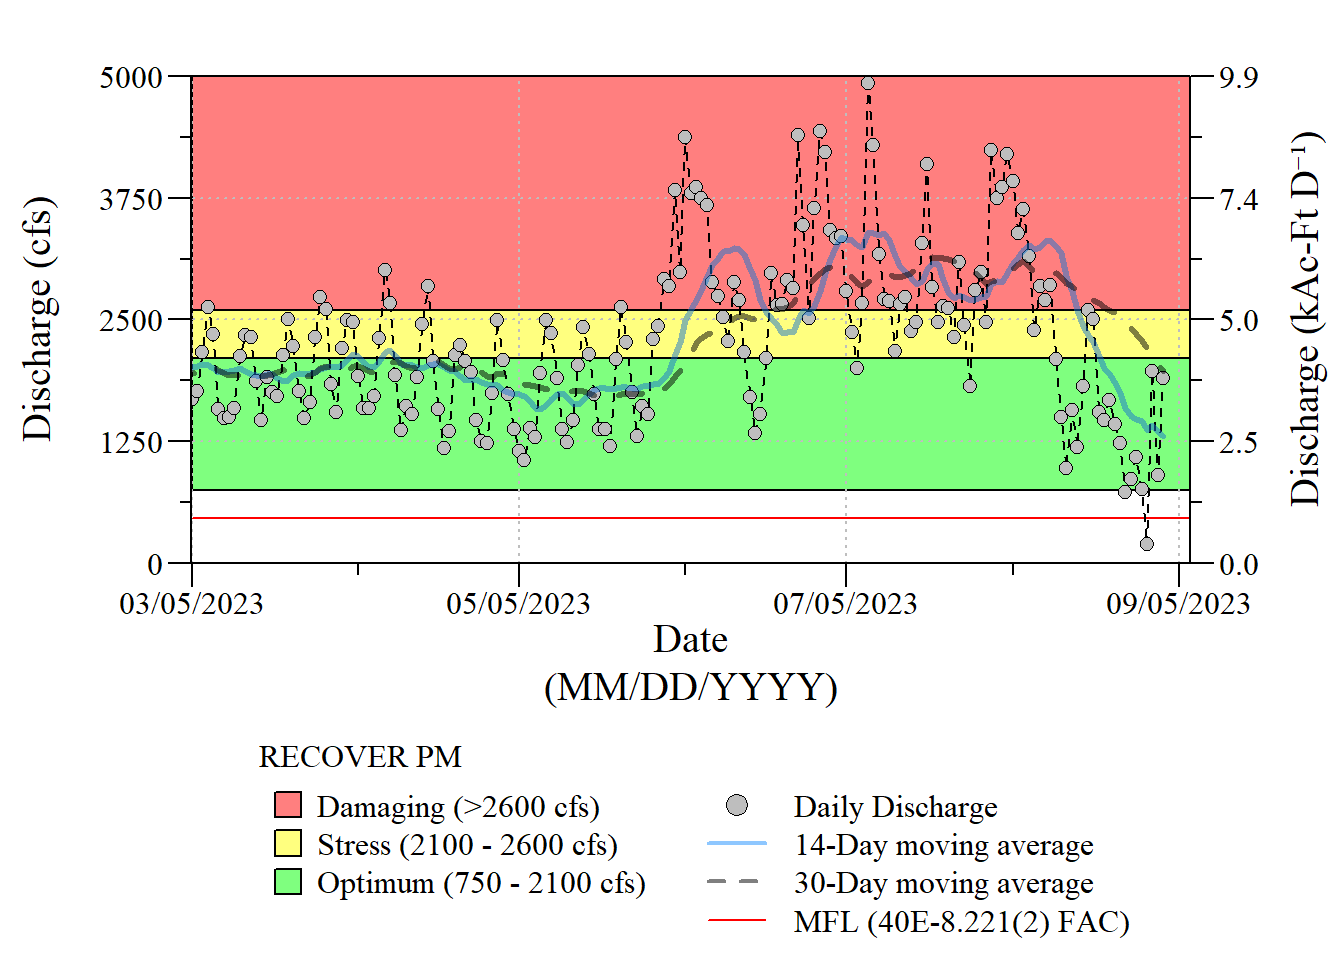 5000
3750
2500
1250
0
Discharge (cfs)
9.9
7.4
5.0
2.5
0.0
Discharge (kAc-Ft D⁻¹)
03/05/2023 05/05/2023 07/05/2023 09/05/2023
Date
(MM/DD/YYYY)
RECOVER PM
Damaging (>2600 cfs)
Stress (2100 - 2600 cfs)
Optimum (750 - 2100 cfs)
Daily Discharge
14-Day moving average
30-Day moving average
MFL (40E-8.221(2) FAC)